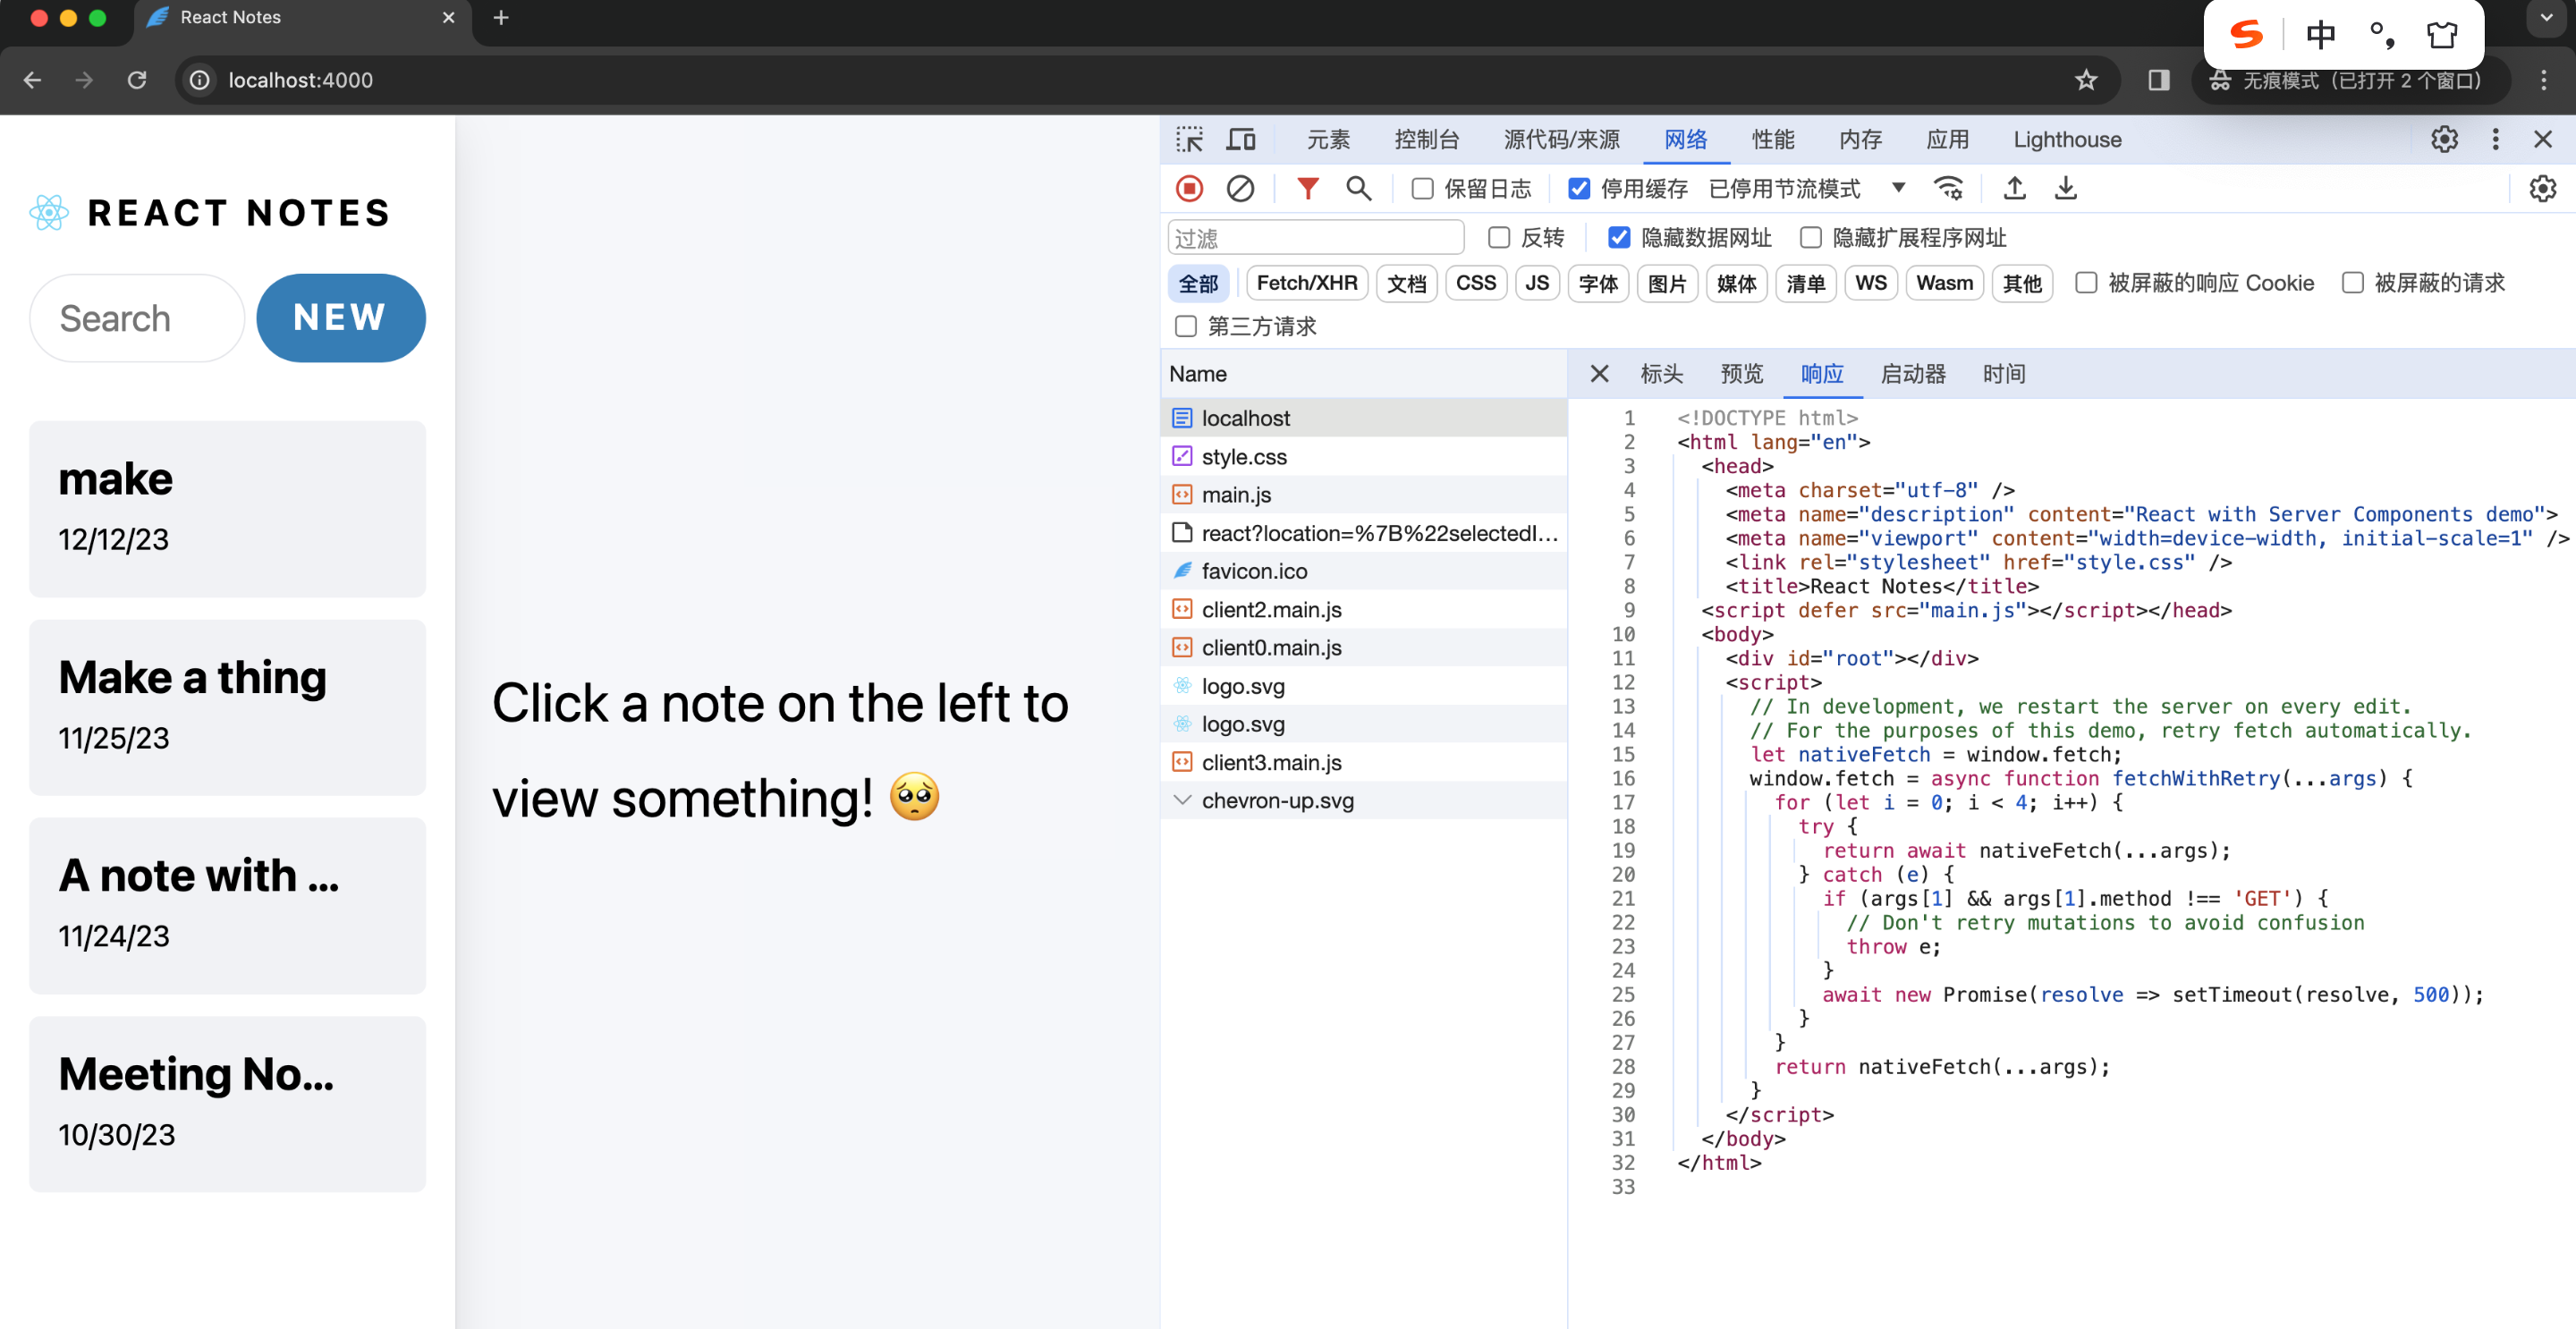 React Notes
localhost:4000
中
无痕模式（已打开 2 个窗口）
REACT NOTES
Search
NEW
make
12/12/23
Make a thing
11/25/23
A note with ...
11/24/23
Meeting No...
10/30/23
Click a note on the left to
view something! 🥺
元素 控制台 源代码/来源 网络 性能 内存 应用 Lighthouse
保留日志 停用缓存 已停用节流模式
过滤 反转 隐藏数据网址 隐藏扩展程序网址
全部 Fetch/XHR 文档 CSS JS 字体 图片 媒体 清单 WS Wasm 其他 被屏蔽的响应 Cookie 被屏蔽的请求
第三方请求
Name
localhost
style.css
main.js
react?location=%7B%22selectedI...
favicon.ico
client2.main.js
client0.main.js
logo.svg
logo.svg
client3.main.js
chevron-up.svg
标头 预览 响应 启动器 时间
1 <!DOCTYPE html>
2 <html lang="en">
3 <head>
4 <meta charset="utf-8" />
5 <meta name="description" content="React with Server Components demo">
6 <meta name="viewport" content="width=device-width, initial-scale=1" />
7 <link rel="stylesheet" href="style.css" />
8 <title>React Notes</title>
9 <script defer src="main.js"></script></head>
10 <body>
11 <div id="root"></div>
12 <script>
13 // In development, we restart the server on every edit.
14 // For the purposes of this demo, retry fetch automatically.
15 let nativeFetch = window.fetch;
16 window.fetch = async function fetchWithRetry(...args) {
17 for (let i = 0; i < 4; i++) {
18 try {
19 return await nativeFetch(...args);
20 } catch (e) {
21 if (args[1] && args[1].method !== 'GET') {
22 // Don't retry mutations to avoid confusion
23 throw e;
24 }
25 await new Promise(resolve => setTimeout(resolve, 500));
26 }
27 }
28 return nativeFetch(...args);
29 }
30 </script>
31 </body>
32 </html>
33